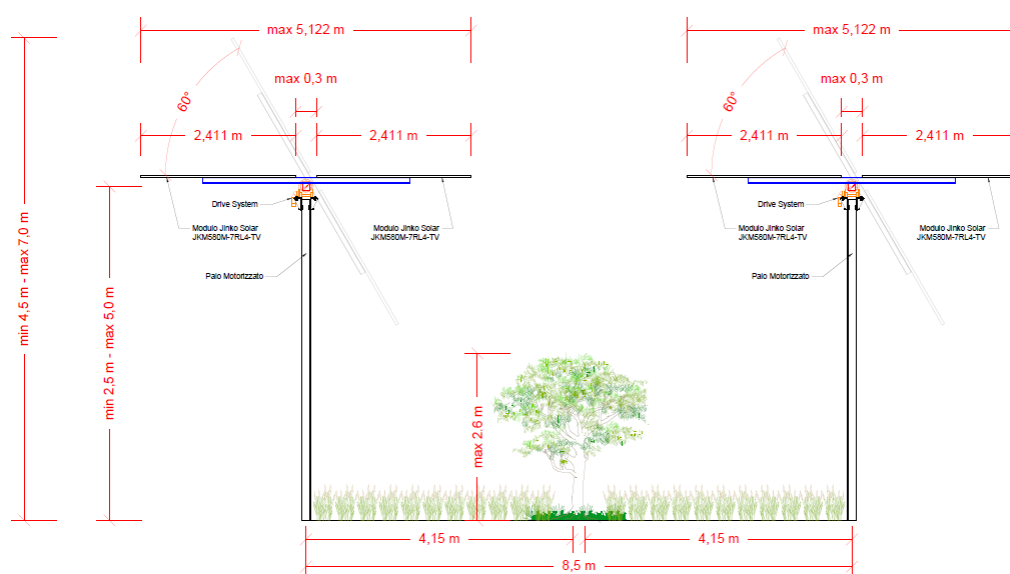 max 5,122 m
max 5,122 m
max 0,3 m
max 0,3 m
60°
60°
2,411 m
2,411 m
2,411 m
2,411 m
Drive System
Drive System
Modulo Jinko Solar
JKM580M-7RL4-TV
Modulo Jinko Solar
JKM580M-7RL4-TV
Modulo Jinko Solar
JKM580M-7RL4-TV
Modulo Jinko Solar
JKM580M-7RL4-TV
Palo Motorizzato
Palo Motorizzato
min 4,5 m - max 7,0 m
min 2,5 m - max 5,0 m
max 2.6 m
4,15 m
4,15 m
8,5 m